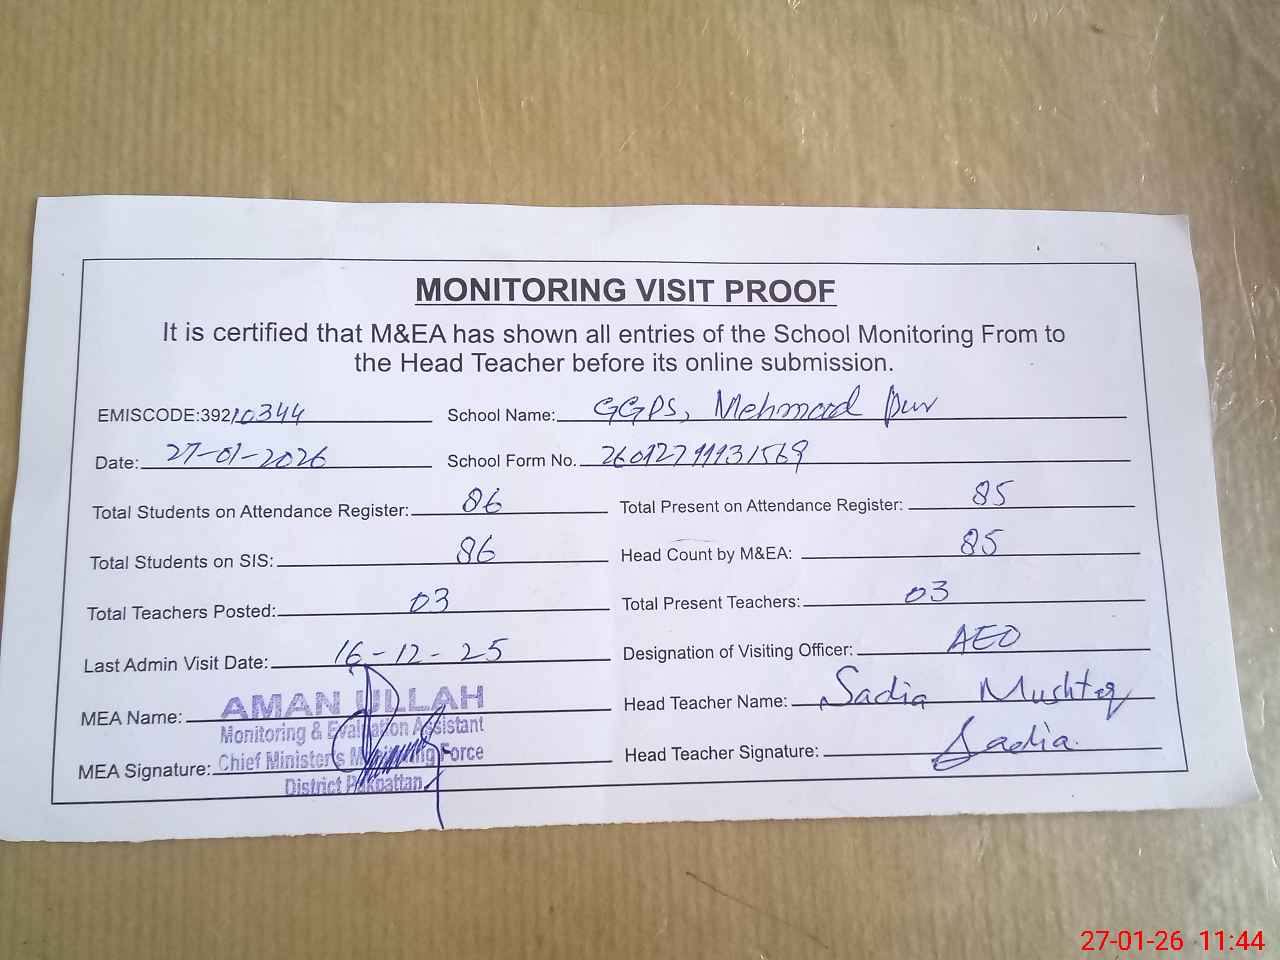 MONITORING VISIT PROOF
It is certified that M&EA has shown all entries of the School Monitoring From to
the Head Teacher before its online submission.
EMISCODE:39210344 School Name: GGPS, Mehmood Pur
Date: 27-01-2026 School Form No.
Total Students on Attendance Register: 86 Total Present on Attendance Register: 85
Total Students on SIS: 86 Head Count by M&EA: 85
Total Teachers Posted: 03 Total Present Teachers: 03
Last Admin Visit Date: 16-12-25 Designation of Visiting Officer: AEO
MEA Name: AMAN ULLAH Head Teacher Name: Sadia Mushtaq
Monitoring & Evaluation Assistant
MEA Signature: Chief Minister's Monitoring Force Head Teacher Signature: Sadia.
District Pakpattan
27-01-26 11:44